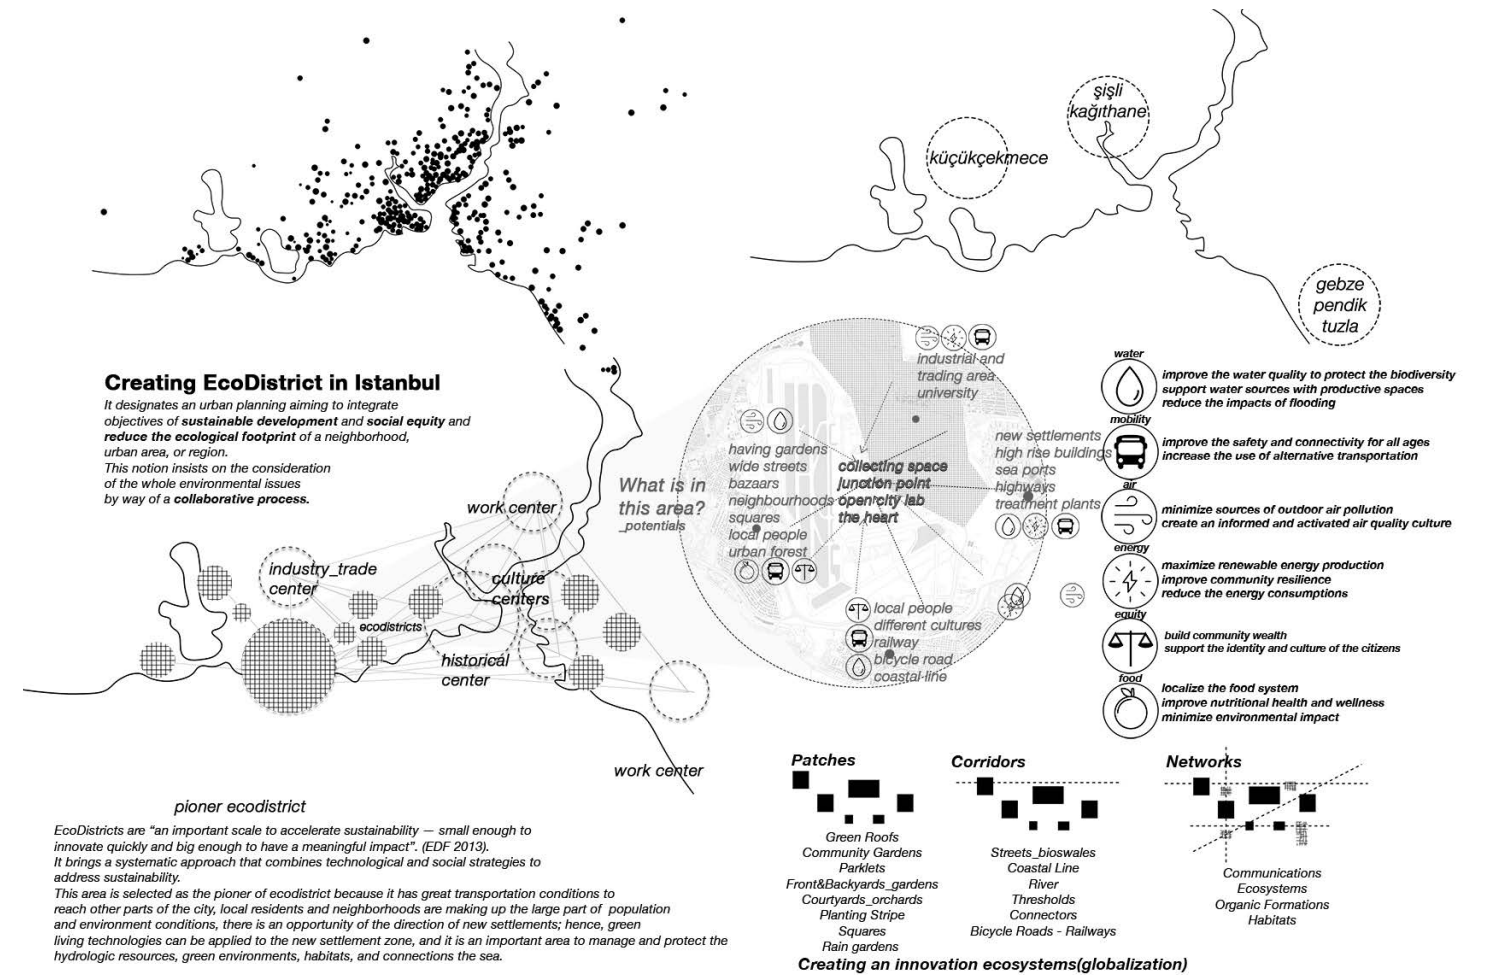 şişli
kağıthane
küçükçekmece
gebze
pendik
tuzla
Creating EcoDistrict in Istanbul
It designates an urban planning aiming to integrate
objectives of sustainable development and social equity and
reduce the ecological footprint of a neighborhood,
urban area, or region.
This notion insists on the consideration
of the whole environmental issues
by way of a collaborative process.
work center
industry_trade
center
culture
centers
ecodistricts
historical
center
work center
pioner ecodistrict
EcoDistricts are “an important scale to accelerate sustainability — small enough to
innovate quickly and big enough to have a meaningful impact”. (EDF 2013).
It brings a systematic approach that combines technological and social strategies to
address sustainability.
This area is selected as the pioner of ecodistrict because it has great transportation conditions to
reach other parts of the city, local residents and neighborhoods are making up the large part of population
and environment conditions, there is an opportunity of the direction of new settlements; hence, green
living technologies can be applied to the new settlement zone, and it is an important area to manage and protect the
hydrologic resources, green environments, habitats, and connections the sea.
What is in
this area?
_potentials
industrial and
trading area
university
having gardens
wide streets
bazaars
neighbourhoods
squares
local people
urban forest
collecting space
junction point
open city lab
the heart
new settlements
high rise buildings
sea ports
highways
treatment plants
local people
different cultures
railway
bicycle road
coastal line
water
improve the water quality to protect the biodiversity
support water sources with productive spaces
reduce the impacts of flooding
mobility
improve the safety and connectivity for all ages
increase the use of alternative transportation
air
minimize sources of outdoor air pollution
create an informed and activated air quality culture
energy
maximize renewable energy production
improve community resilience
reduce the energy consumptions
equity
build community wealth
support the identity and culture of the citizens
food
localize the food system
improve nutritional health and wellness
minimize environmental impact
Patches
Green Roofs
Community Gardens
Parklets
Front&Backyards_gardens
Courtyards_orchards
Planting Stripe
Squares
Rain gardens
Corridors
Streets_bioswales
Coastal Line
River
Thresholds
Connectors
Bicycle Roads - Railways
Networks
Communications
Ecosystems
Organic Formations
Habitats
Creating an innovation ecosystems(globalization)